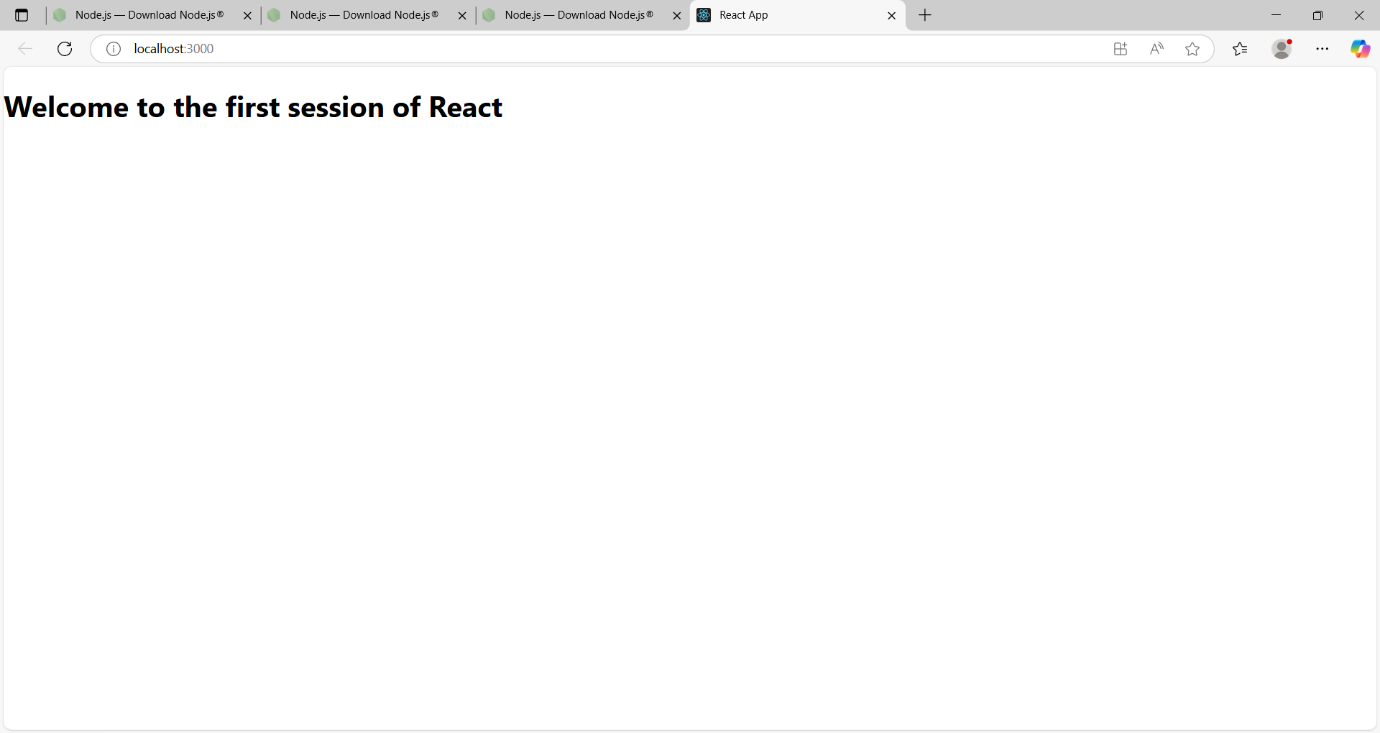 Node.js — Download Node.js®
Node.js — Download Node.js®
Node.js — Download Node.js®
React App
localhost:3000
Welcome to the first session of React